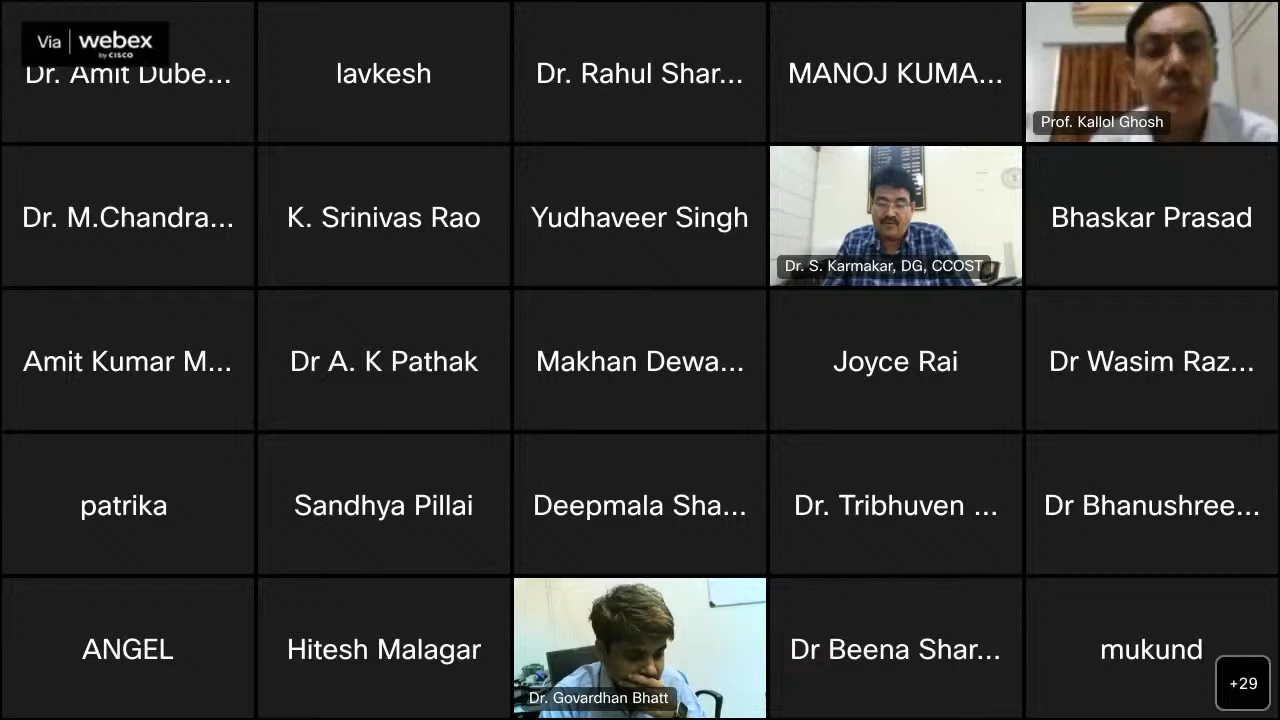 Via | webex
by CISCO
Dr. Amit Dube...
lavkesh
Dr. Rahul Shar...
MANOJ KUMA...
Prof. Kallol Ghosh
Dr. M.Chandra...
K. Srinivas Rao
Yudhaveer Singh
Dr. S. Karmakar, DG, CCOST
Bhaskar Prasad
Amit Kumar M...
Dr A. K Pathak
Makhan Dewa...
Joyce Rai
Dr Wasim Raz...
patrika
Sandhya Pillai
Deepmala Sha...
Dr. Tribhuven ...
Dr Bhanushree...
ANGEL
Hitesh Malagar
Dr. Govardhan Bhatt
Dr Beena Shar...
mukund
+29